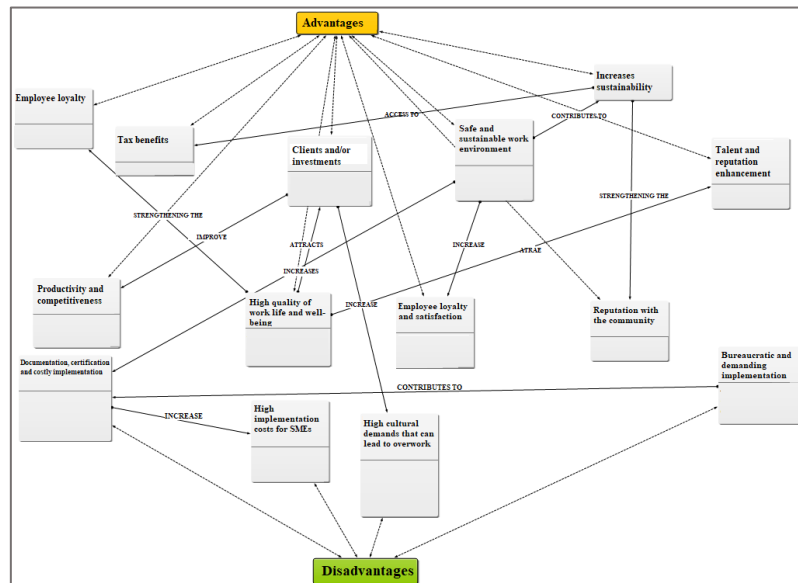 Advantages
Increases
sustainability
Employee loyalty
ACCESS TO
Tax benefits
Safe and
sustainable work
environment
CONTRIBUTES TO
Clients and/or
investments
Talent and
reputation
enhancement
STRENGTHENING THE
STRENGTHENING THE
IMPROVE
ATTRACTS
INCREASE
ATRAE
INCREASES
Productivity and
competitiveness
High quality of
work life and well-
being
INCREASE
Employee loyalty
and satisfaction
Reputation with
the community
Documentation, certification
and costly implementation
Bureaucratic and
demanding
implementation
CONTRIBUTES TO
INCREASE
High
implementation
costs for SMEs
High cultural
demands that can
lead to overwork
Disadvantages